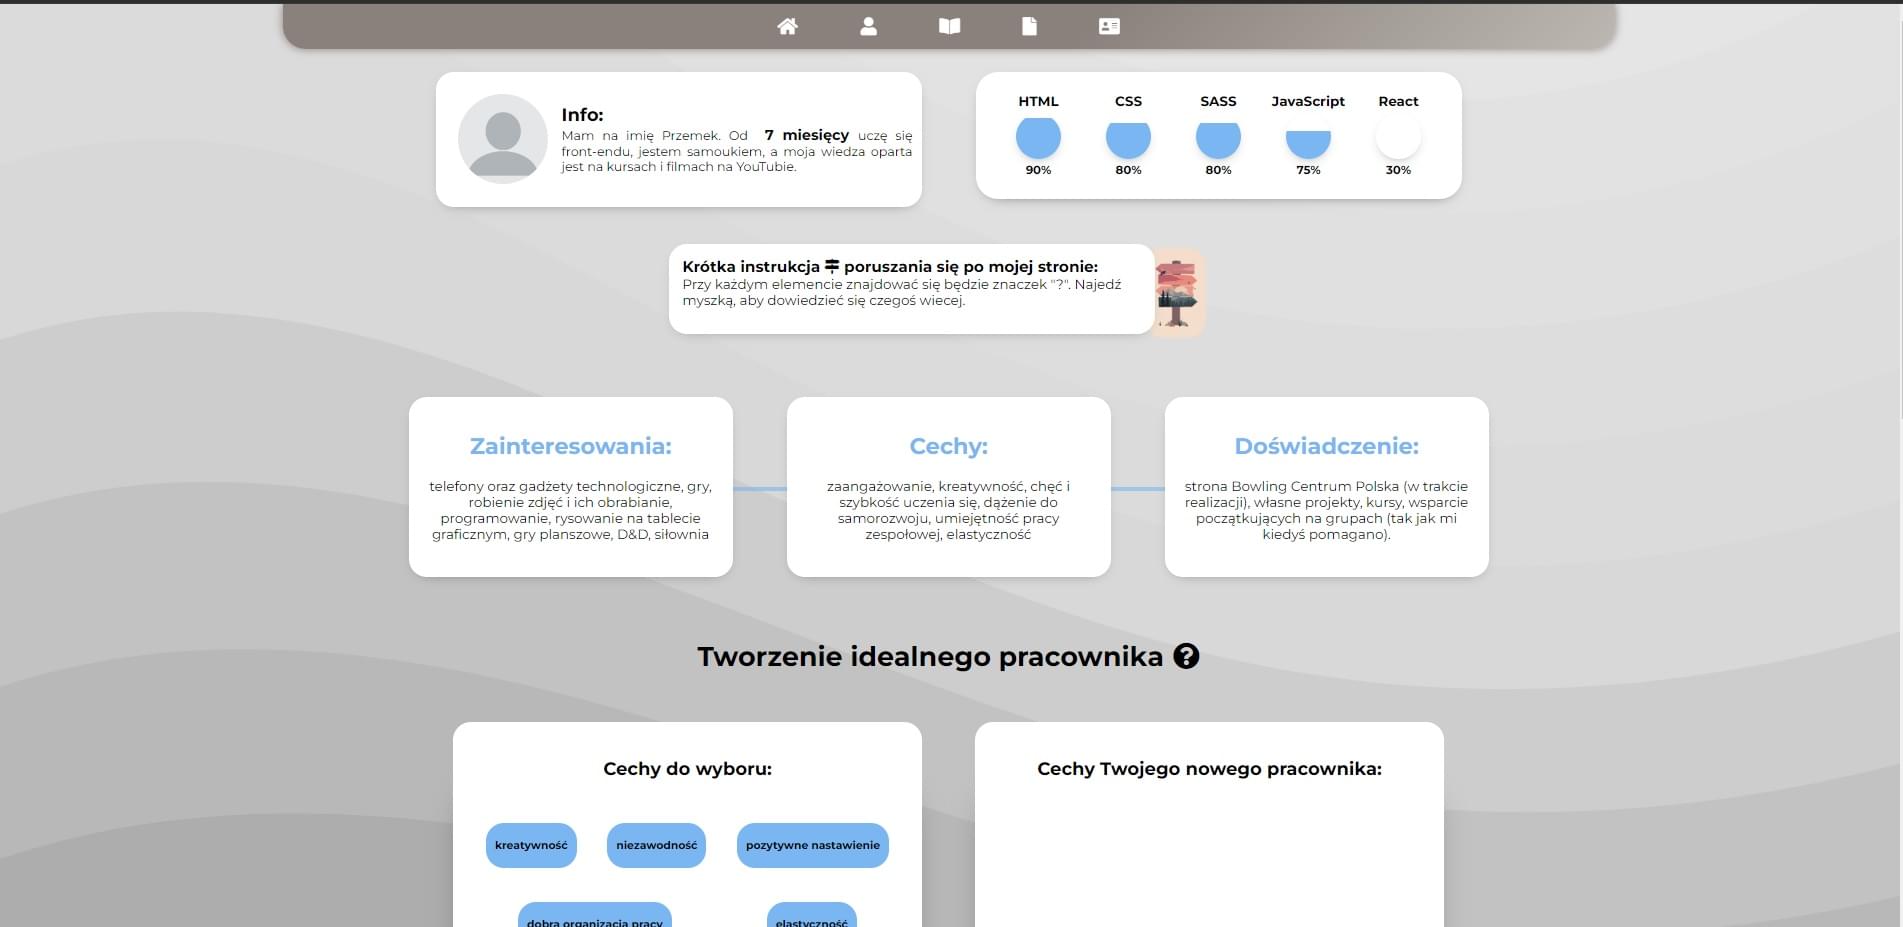 Info:
Mam na imię Przemek. Od 7 miesięcy uczę się
front-endu, jestem samoukiem, a moja wiedza oparta
jest na kursach i filmach na YouTubie.
HTML CSS SASS JavaScript React
90% 80% 80% 75% 30%
Krótka instrukcja poruszania się po mojej stronie:
Przy każdym elemencie znajdować się będzie znaczek "?". Najedź
myszką, aby dowiedzieć się czegoś wiecej.
Zainteresowania:
telefony oraz gadżety technologiczne, gry,
robienie zdjęć i ich obrabianie,
programowanie, rysowanie na tablecie
graficznym, gry planszowe, D&D, siłownia
Cechy:
zaangażowanie, kreatywność, chęć i
szybkość uczenia się, dążenie do
samorozwoju, umiejętność pracy
zespołowej, elastyczność
Doświadczenie:
strona Bowling Centrum Polska (w trakcie
realizacji), własne projekty, kursy, wsparcie
początkujących na grupach (tak jak mi
kiedyś pomagano).
Tworzenie idealnego pracownika ?
Cechy do wyboru:
kreatywność niezawodność pozytywne nastawienie
dobra organizacja pracy elastyczność
Cechy Twojego nowego pracownika: